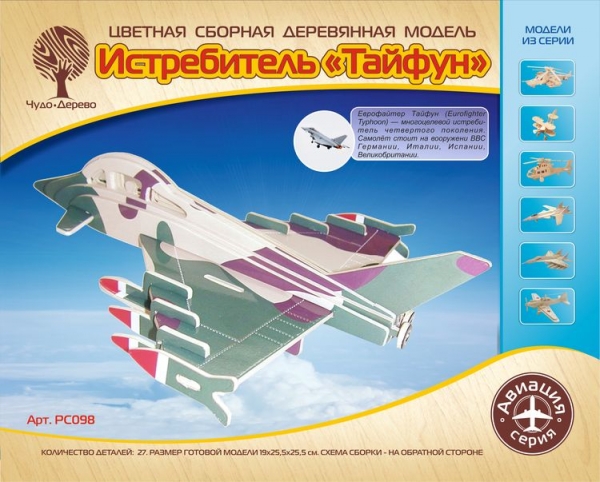 ЦВЕТНАЯ СБОРНАЯ ДЕРЕВЯННАЯ МОДЕЛЬ
Истребитель «Тайфун»
Чудо-Дерево
МОДЕЛИ
ИЗ СЕРИИ
Еврофайтер Тайфун (Eurofighter
Typhoon) — многоцелевой истреби-
тель четвертого поколения.
Самолёт стоит на вооружении ВВС
Германии, Италии, Испании,
Великобритании.
Арт. РС098
Авиация
серия
КОЛИЧЕСТВО ДЕТАЛЕЙ: 27. РАЗМЕР ГОТОВОЙ МОДЕЛИ 19х25,5х25,5 см. СХЕМА СБОРКИ - НА ОБРАТНОЙ СТОРОНЕ